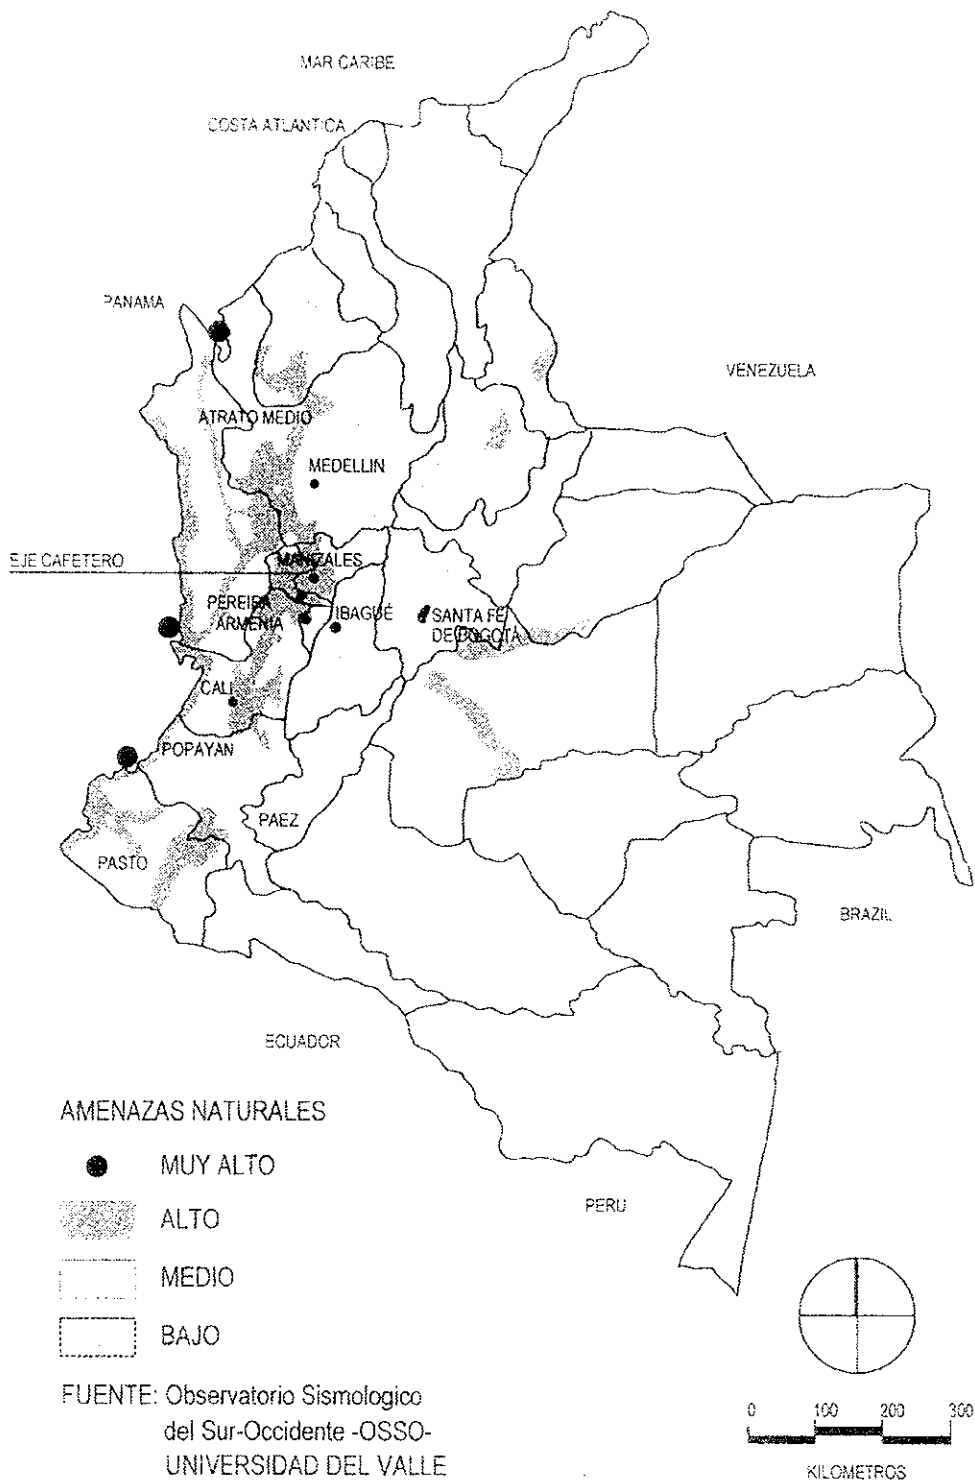 MAR CARIBE
COSTA ATLANTICA
PANAMA
VENEZUELA
ATRATO MEDIO
MEDELLIN
EJE CAFETERO
MANIZALES
PEREIRA
ARMENIA
IBAGUÉ
SANTA FE
DE BOGOTA
CALI
POPAYAN
PAEZ
PASTO
BRAZIL
ECUADOR
PERU
AMENAZAS NATURALES
MUY ALTO
ALTO
MEDIO
BAJO
FUENTE: Observatorio Sismologico
del Sur-Occidente -OSSO-
UNIVERSIDAD DEL VALLE
0 100 200 300
KILOMETROS